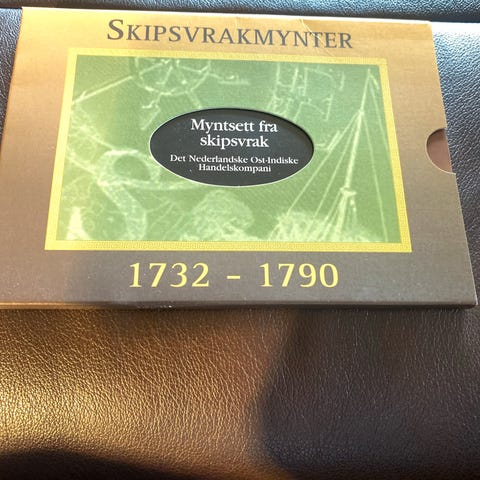 SKIPSVRAKMYNTER
Myntsett fra
skipsvrak
Det Nederlandske Ost-Indiske
Handelskompani
1732 - 1790